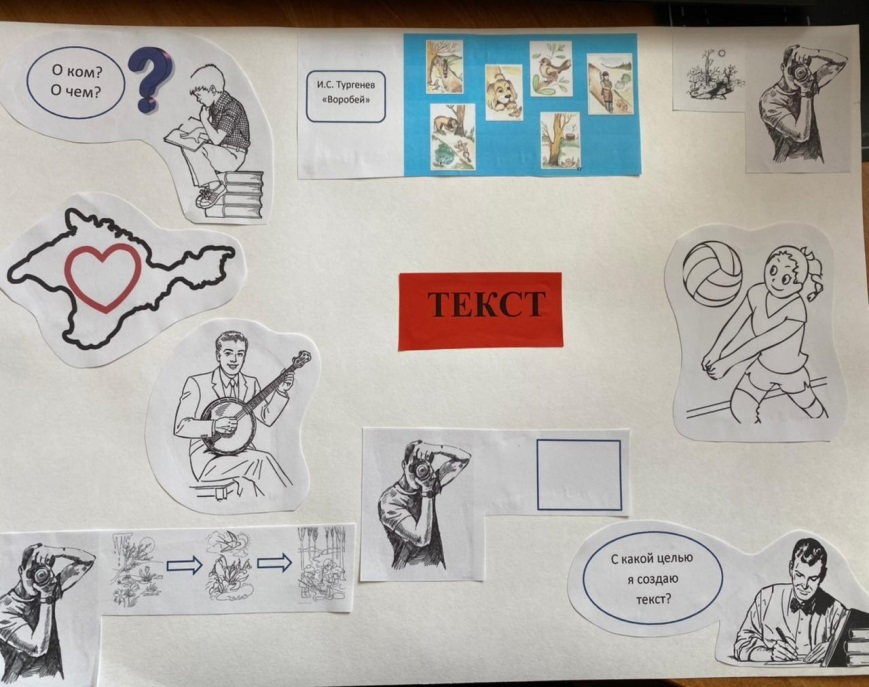 О ком?
О чем?
И.С. Тургенев
«Воробей»
ТЕКСТ
С какой целью
я создаю
текст?